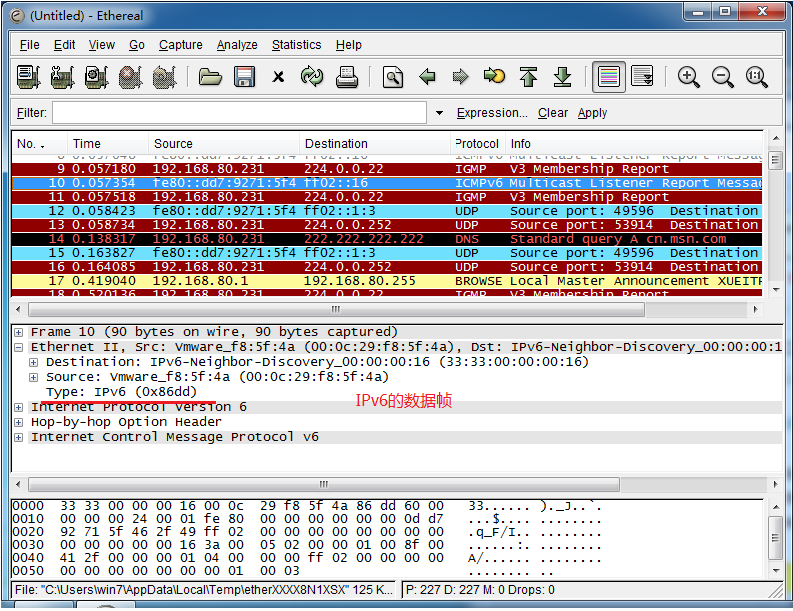 (Untitled) - Ethereal
File Edit View Go Capture Analyze Statistics Help
Filter: Expression... Clear Apply
No. . Time Source Destination Protocol Info
8 0.057048 fe80::dd7:9271:5f4 ff02::16 ICMPv6 Multicast Listener Report Messag
9 0.057180 192.168.80.231 224.0.0.22 IGMP V3 Membership Report
10 0.057354 fe80::dd7:9271:5f4 ff02::16 ICMPv6 Multicast Listener Report Messag
11 0.057518 192.168.80.231 224.0.0.22 IGMP V3 Membership Report
12 0.058423 fe80::dd7:9271:5f4 ff02::1:3 UDP Source port: 49596 Destination
13 0.058734 192.168.80.231 224.0.0.252 UDP Source port: 53914 Destination
14 0.138317 192.168.80.231 222.222.222.222 DNS Standard query A cn.msn.com
15 0.163827 fe80::dd7:9271:5f4 ff02::1:3 UDP Source port: 49596 Destination
16 0.164085 192.168.80.231 224.0.0.252 UDP Source port: 53914 Destination
17 0.419040 192.168.80.1 192.168.80.255 BROWSE Local Master Announcement XUEITP
18 0.520136 192.168.80.231 224.0.0.22 IGMP V3 Membership Report
Frame 10 (90 bytes on wire, 90 bytes captured)
Ethernet II, Src: Vmware_f8:5f:4a (00:0c:29:f8:5f:4a), Dst: IPv6-Neighbor-Discovery_00:00:00:1
Destination: IPv6-Neighbor-Discovery_00:00:00:16 (33:33:00:00:00:16)
Source: Vmware_f8:5f:4a (00:0c:29:f8:5f:4a)
Type: IPv6 (0x86dd)
IPv6的数据帧
Internet Protocol Version 6
Hop-by-hop Option Header
Internet Control Message Protocol v6
0000 33 33 00 00 00 16 00 0c 29 f8 5f 4a 86 dd 60 00 33...... )._J..`.
0010 00 00 00 24 00 01 fe 80 00 00 00 00 00 00 0d d7 ...$.... ........
0020 92 71 5f 46 2f 49 ff 02 00 00 00 00 00 00 00 00 .q_F/I.. ........
0030 00 00 00 00 00 16 3a 00 05 02 00 00 01 00 8f 00 ......:. ........
0040 41 2f 00 00 00 01 04 00 00 00 ff 02 00 00 00 00 A/...... ........
0050 00 00 00 00 00 00 01 00 03 ........ ..
File: "C:\Users\win7\AppData\Local\Temp\etherXXXX8N1XSX" 125 K... P: 227 D: 227 M: 0 Drops: 0